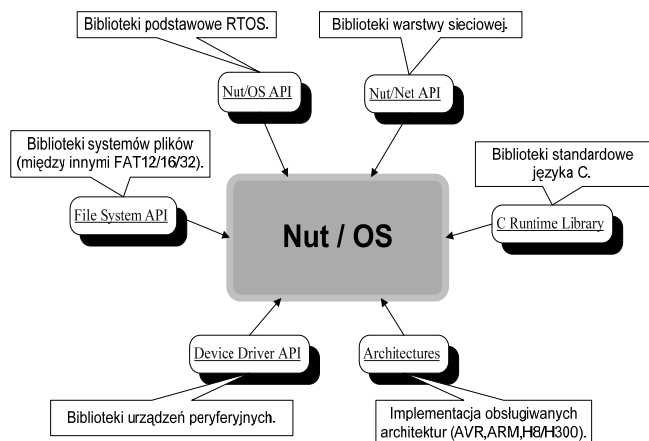 Biblioteki podstawowe RTOS.
Biblioteki warstwy sieciowej.
Nut/OS API
Nut/Net API
Biblioteki systemów plików
(między innymi FAT12/16/32).
Biblioteki standardowe
języka C.
File System API
Nut / OS
C Runtime Library
Device Driver API
Architectures
Biblioteki urządzeń peryferyjnych.
Implementacja obsługiwanych
architektur (AVR,ARM,H8/H300).